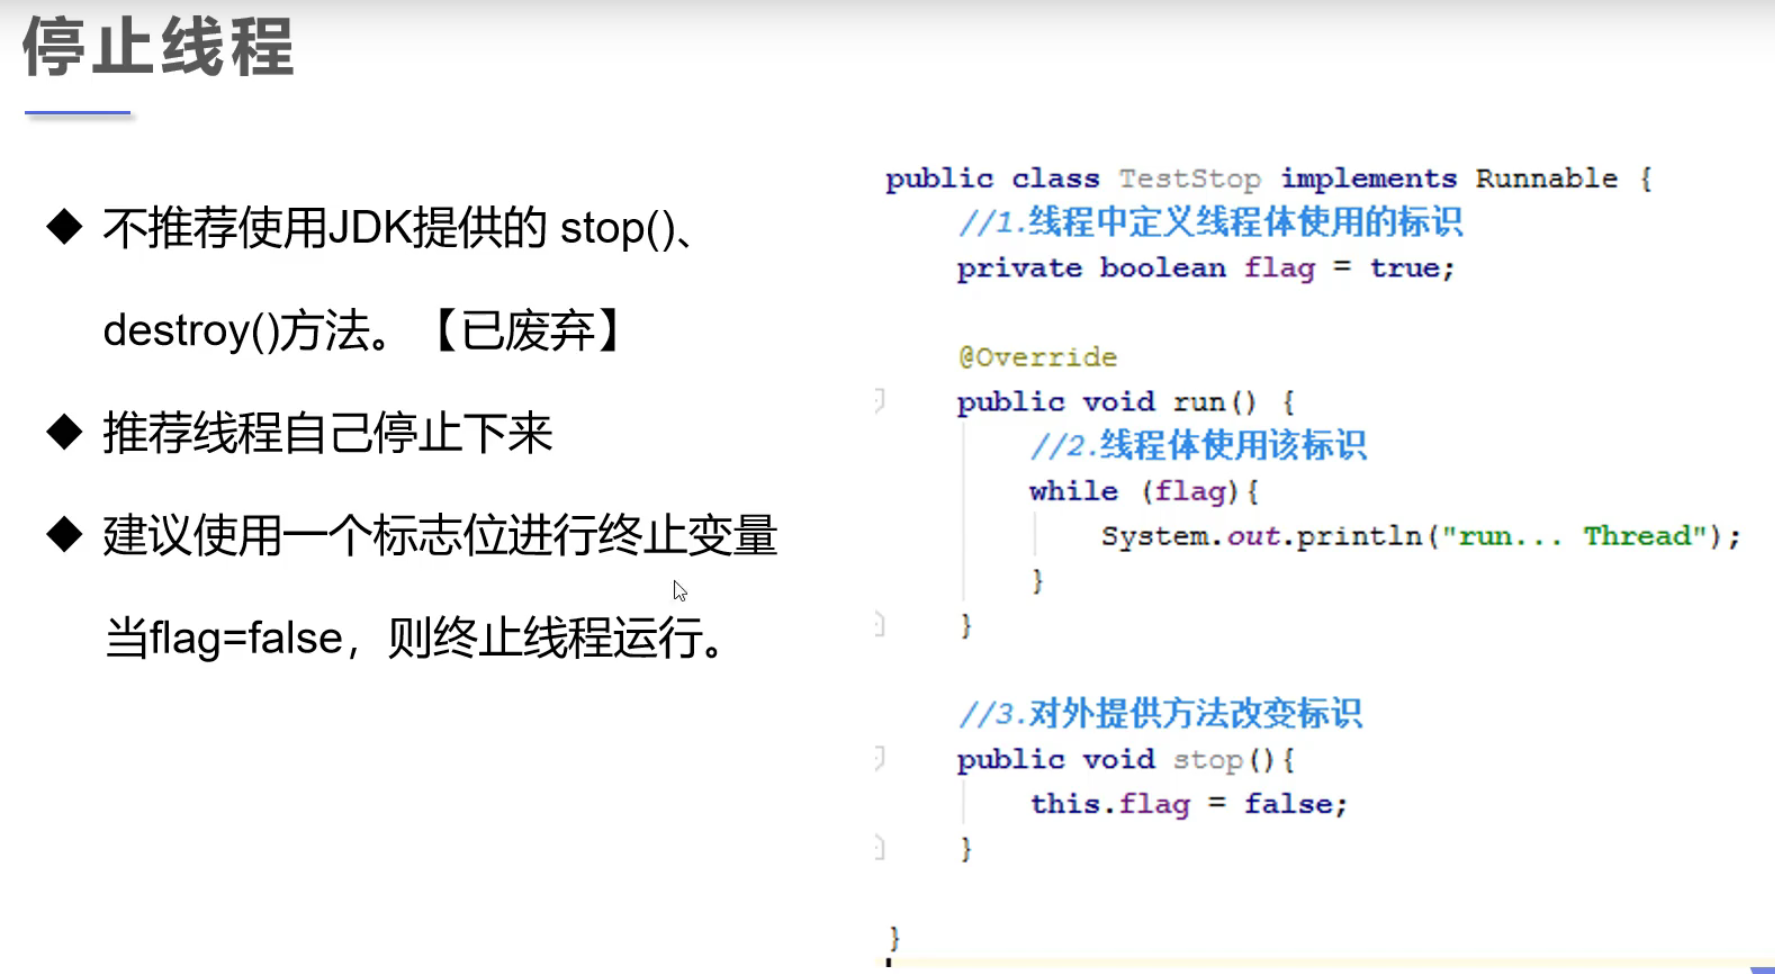 停止线程
◆ 不推荐使用JDK提供的 stop()、
destroy()方法。【已废弃】
◆ 推荐线程自己停止下来
◆ 建议使用一个标志位进行终止变量
当flag=false，则终止线程运行。
public class TestStop implements Runnable {
//1.线程中定义线程体使用的标识
private boolean flag = true;
@Override
public void run() {
//2.线程体使用该标识
while (flag){
System.out.println("run... Thread");
}
}
//3.对外提供方法改变标识
public void stop(){
this.flag = false;
}
}